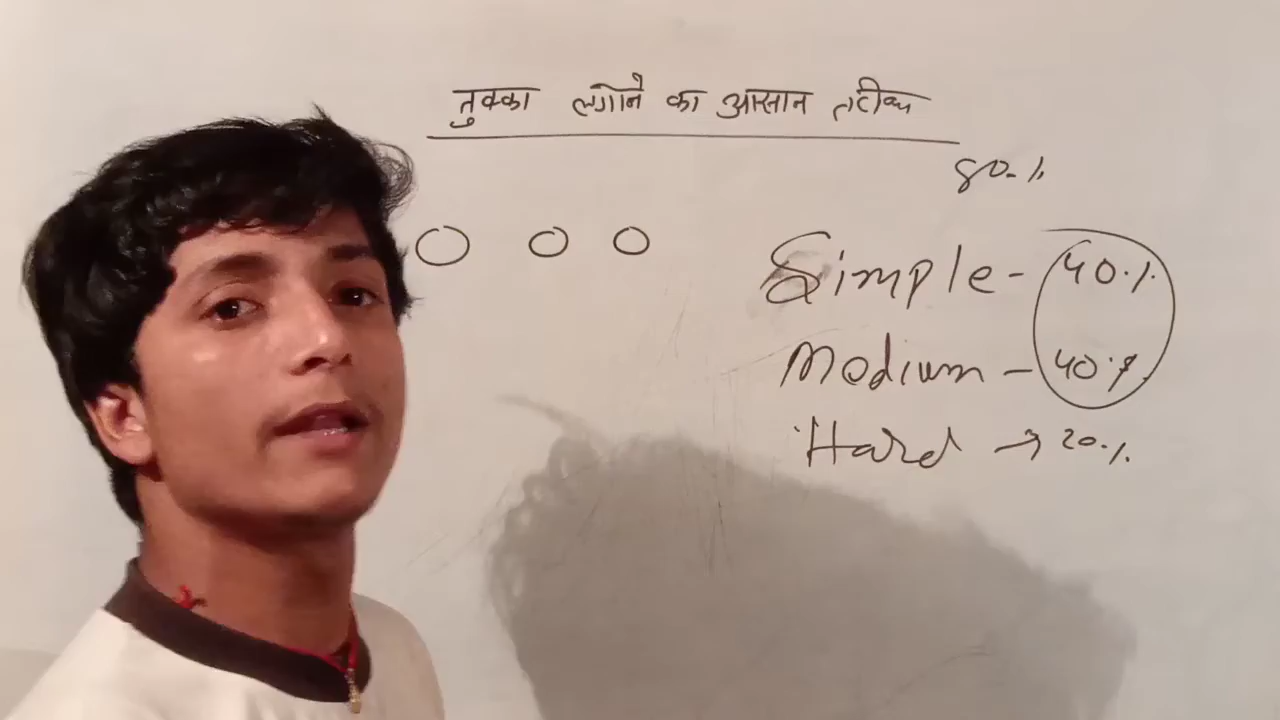 तुक्का लगाने का आसान तरीका
80%
Simple - 40%
Medium - 40%
Hard → 20%